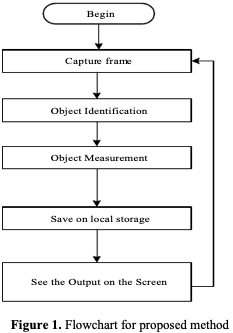 Begin
Capture frame
Object Identification
Object Measurement
Save on local storage
See the Output on the Screen
Figure 1. Flowchart for proposed method